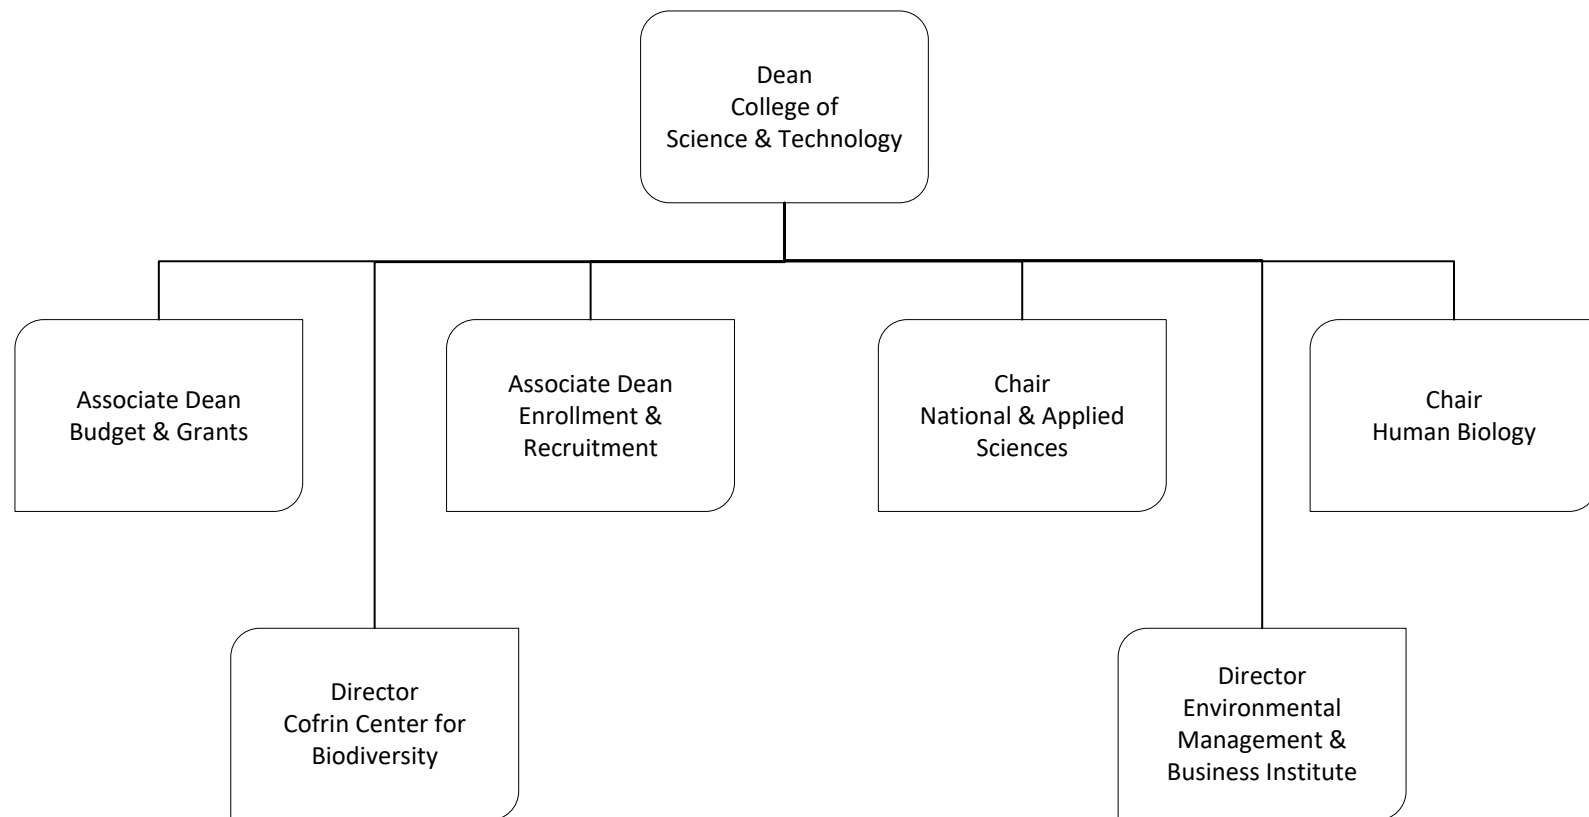 Dean
College of
Science & Technology
Associate Dean
Budget & Grants
Associate Dean
Enrollment &
Recruitment
Chair
National & Applied
Sciences
Chair
Human Biology
Director
Cofrin Center for
Biodiversity
Director
Environmental
Management &
Business Institute